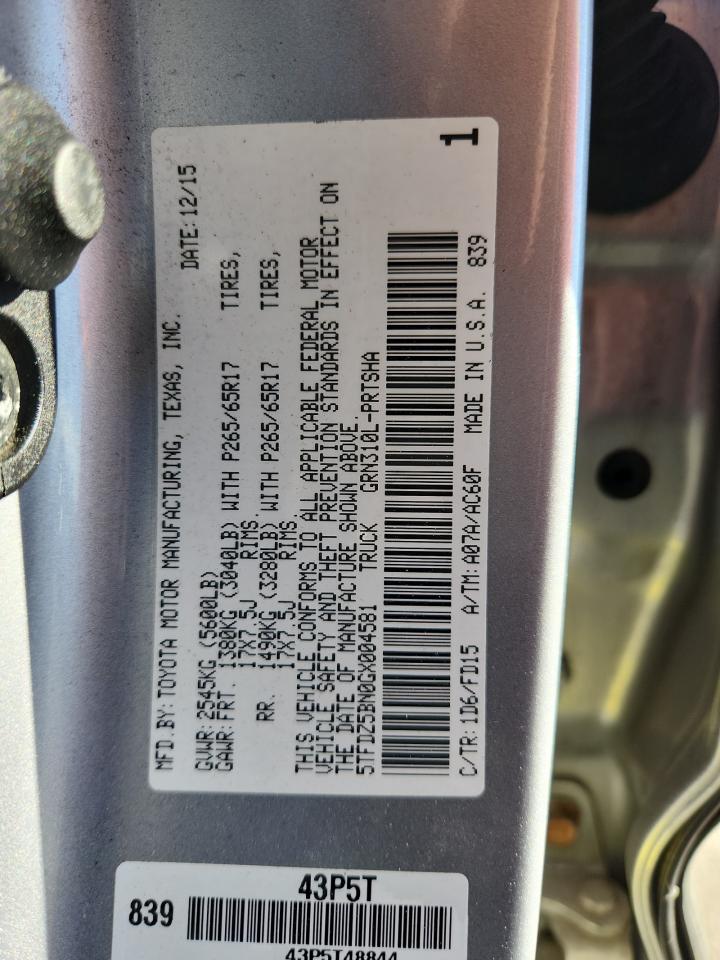 MFD.BY: TOYOTA MOTOR MANUFACTURING, TEXAS, INC.
DATE: 12/15
GVWR: 2545KG (5600LB)
GAWR: FRT. 1380KG (3040LB) WITH P265/65R17 TIRES,
17X7.5J RIMS.
RR. 1490KG (3280LB) WITH P265/65R17 TIRES,
17X7.5J RIMS.
THIS VEHICLE CONFORMS TO ALL APPLICABLE FEDERAL MOTOR
VEHICLE SAFETY AND THEFT PREVENTION STANDARDS IN EFFECT ON
THE DATE OF MANUFACTURE SHOWN ABOVE.
5TFDZ5BN0GX004581 TRUCK GRN310L-PRTSHA
C/TR: 1D6/FD15 A/TM: A07A/AC60F MADE IN U.S.A. 839
1
43P5T
839
43P5T48844